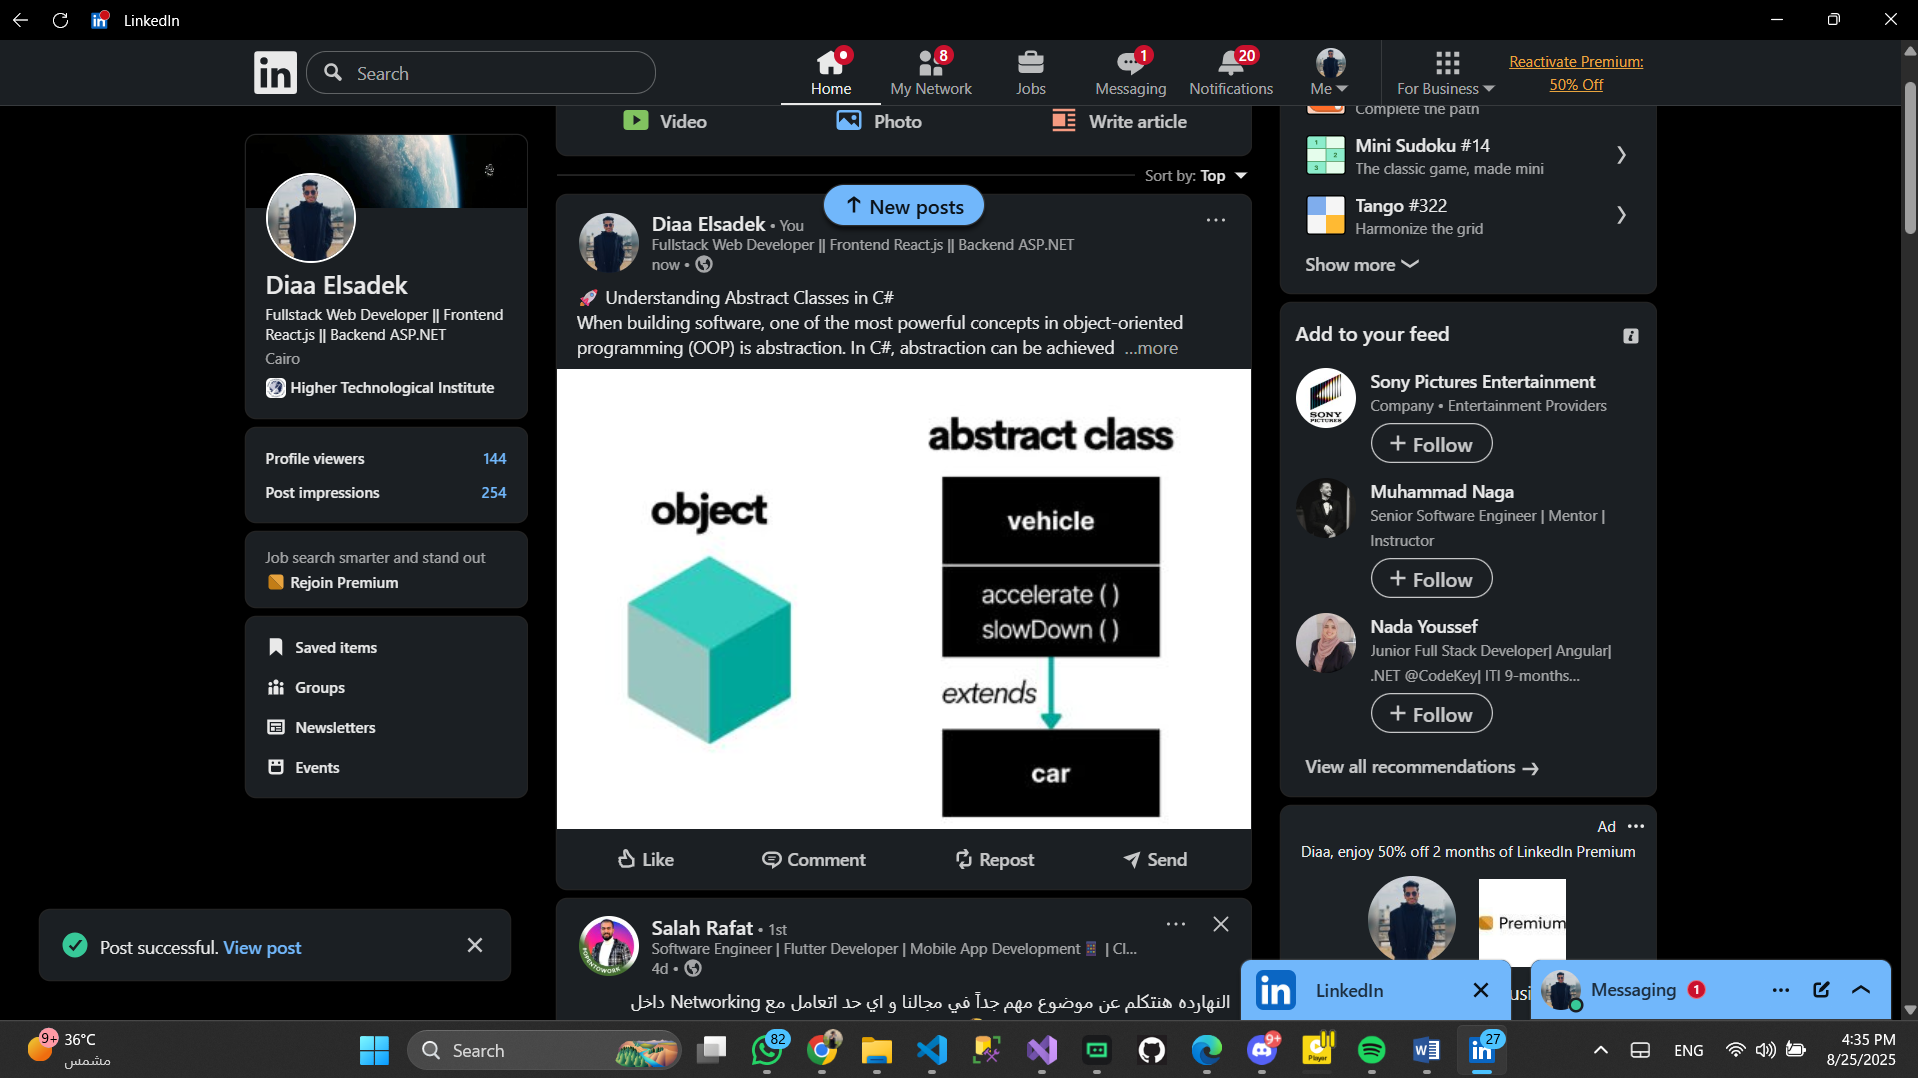 LinkedIn
in
Search
Home
8
My Network
Jobs
1
Messaging
20
Notifications
Me
For Business
Reactivate Premium:
50% Off
Diaa Elsadek
Fullstack Web Developer || Frontend
React.js || Backend ASP.NET
Cairo
Higher Technological Institute
Profile viewers 144
Post impressions 254
Job search smarter and stand out
Rejoin Premium
Saved items
Groups
Newsletters
Events
Post successful. View post
Video
Photo
Write article
Sort by: Top
New posts
Diaa Elsadek • You
Fullstack Web Developer || Frontend React.js || Backend ASP.NET
now •
🚀 Understanding Abstract Classes in C#
When building software, one of the most powerful concepts in object-oriented
programming (OOP) is abstraction. In C#, abstraction can be achieved ...more
object
abstract class
vehicle
accelerate ( )
slowDown ( )
extends
car
Like
Comment
Repost
Send
Salah Rafat • 1st
Software Engineer | Flutter Developer | Mobile App Development 📱 | Cl...
4d •
النهارده هنتكلم عن موضوع مهم جداً في مجالنا و اي حد اتعامل مع Networking داخل
Complete the path
Mini Sudoku #14
The classic game, made mini
Tango #322
Harmonize the grid
Show more
Add to your feed
SONY
PICTURES
Sony Pictures Entertainment
Company • Entertainment Providers
+ Follow
Muhammad Naga
Senior Software Engineer | Mentor |
Instructor
+ Follow
Nada Youssef
Junior Full Stack Developer| Angular|
.NET @CodeKey| ITI 9-months...
+ Follow
View all recommendations →
Ad
Diaa, enjoy 50% off 2 months of LinkedIn Premium
Premium
in LinkedIn
Messaging 1
9+
36°C
مشمس
Search
82
9+
Player
27
ENG
4:35 PM
8/25/2025